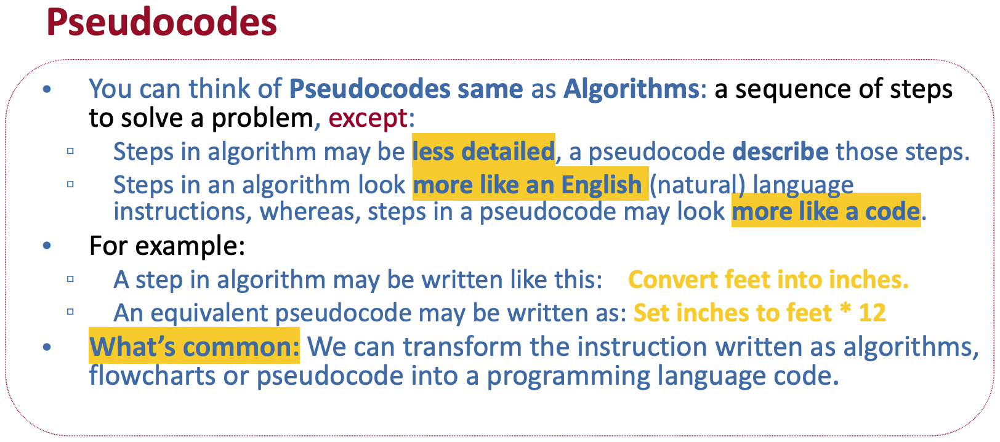 Pseudocodes
• You can think of Pseudocodes same as Algorithms: a sequence of steps
to solve a problem, except:
▫ Steps in algorithm may be less detailed, a pseudocode describe those steps.
▫ Steps in an algorithm look more like an English (natural) language
instructions, whereas, steps in a pseudocode may look more like a code.
• For example:
▫ A step in algorithm may be written like this: Convert feet into inches.
▫ An equivalent pseudocode may be written as: Set inches to feet * 12
• What’s common: We can transform the instruction written as algorithms,
flowcharts or pseudocode into a programming language code.